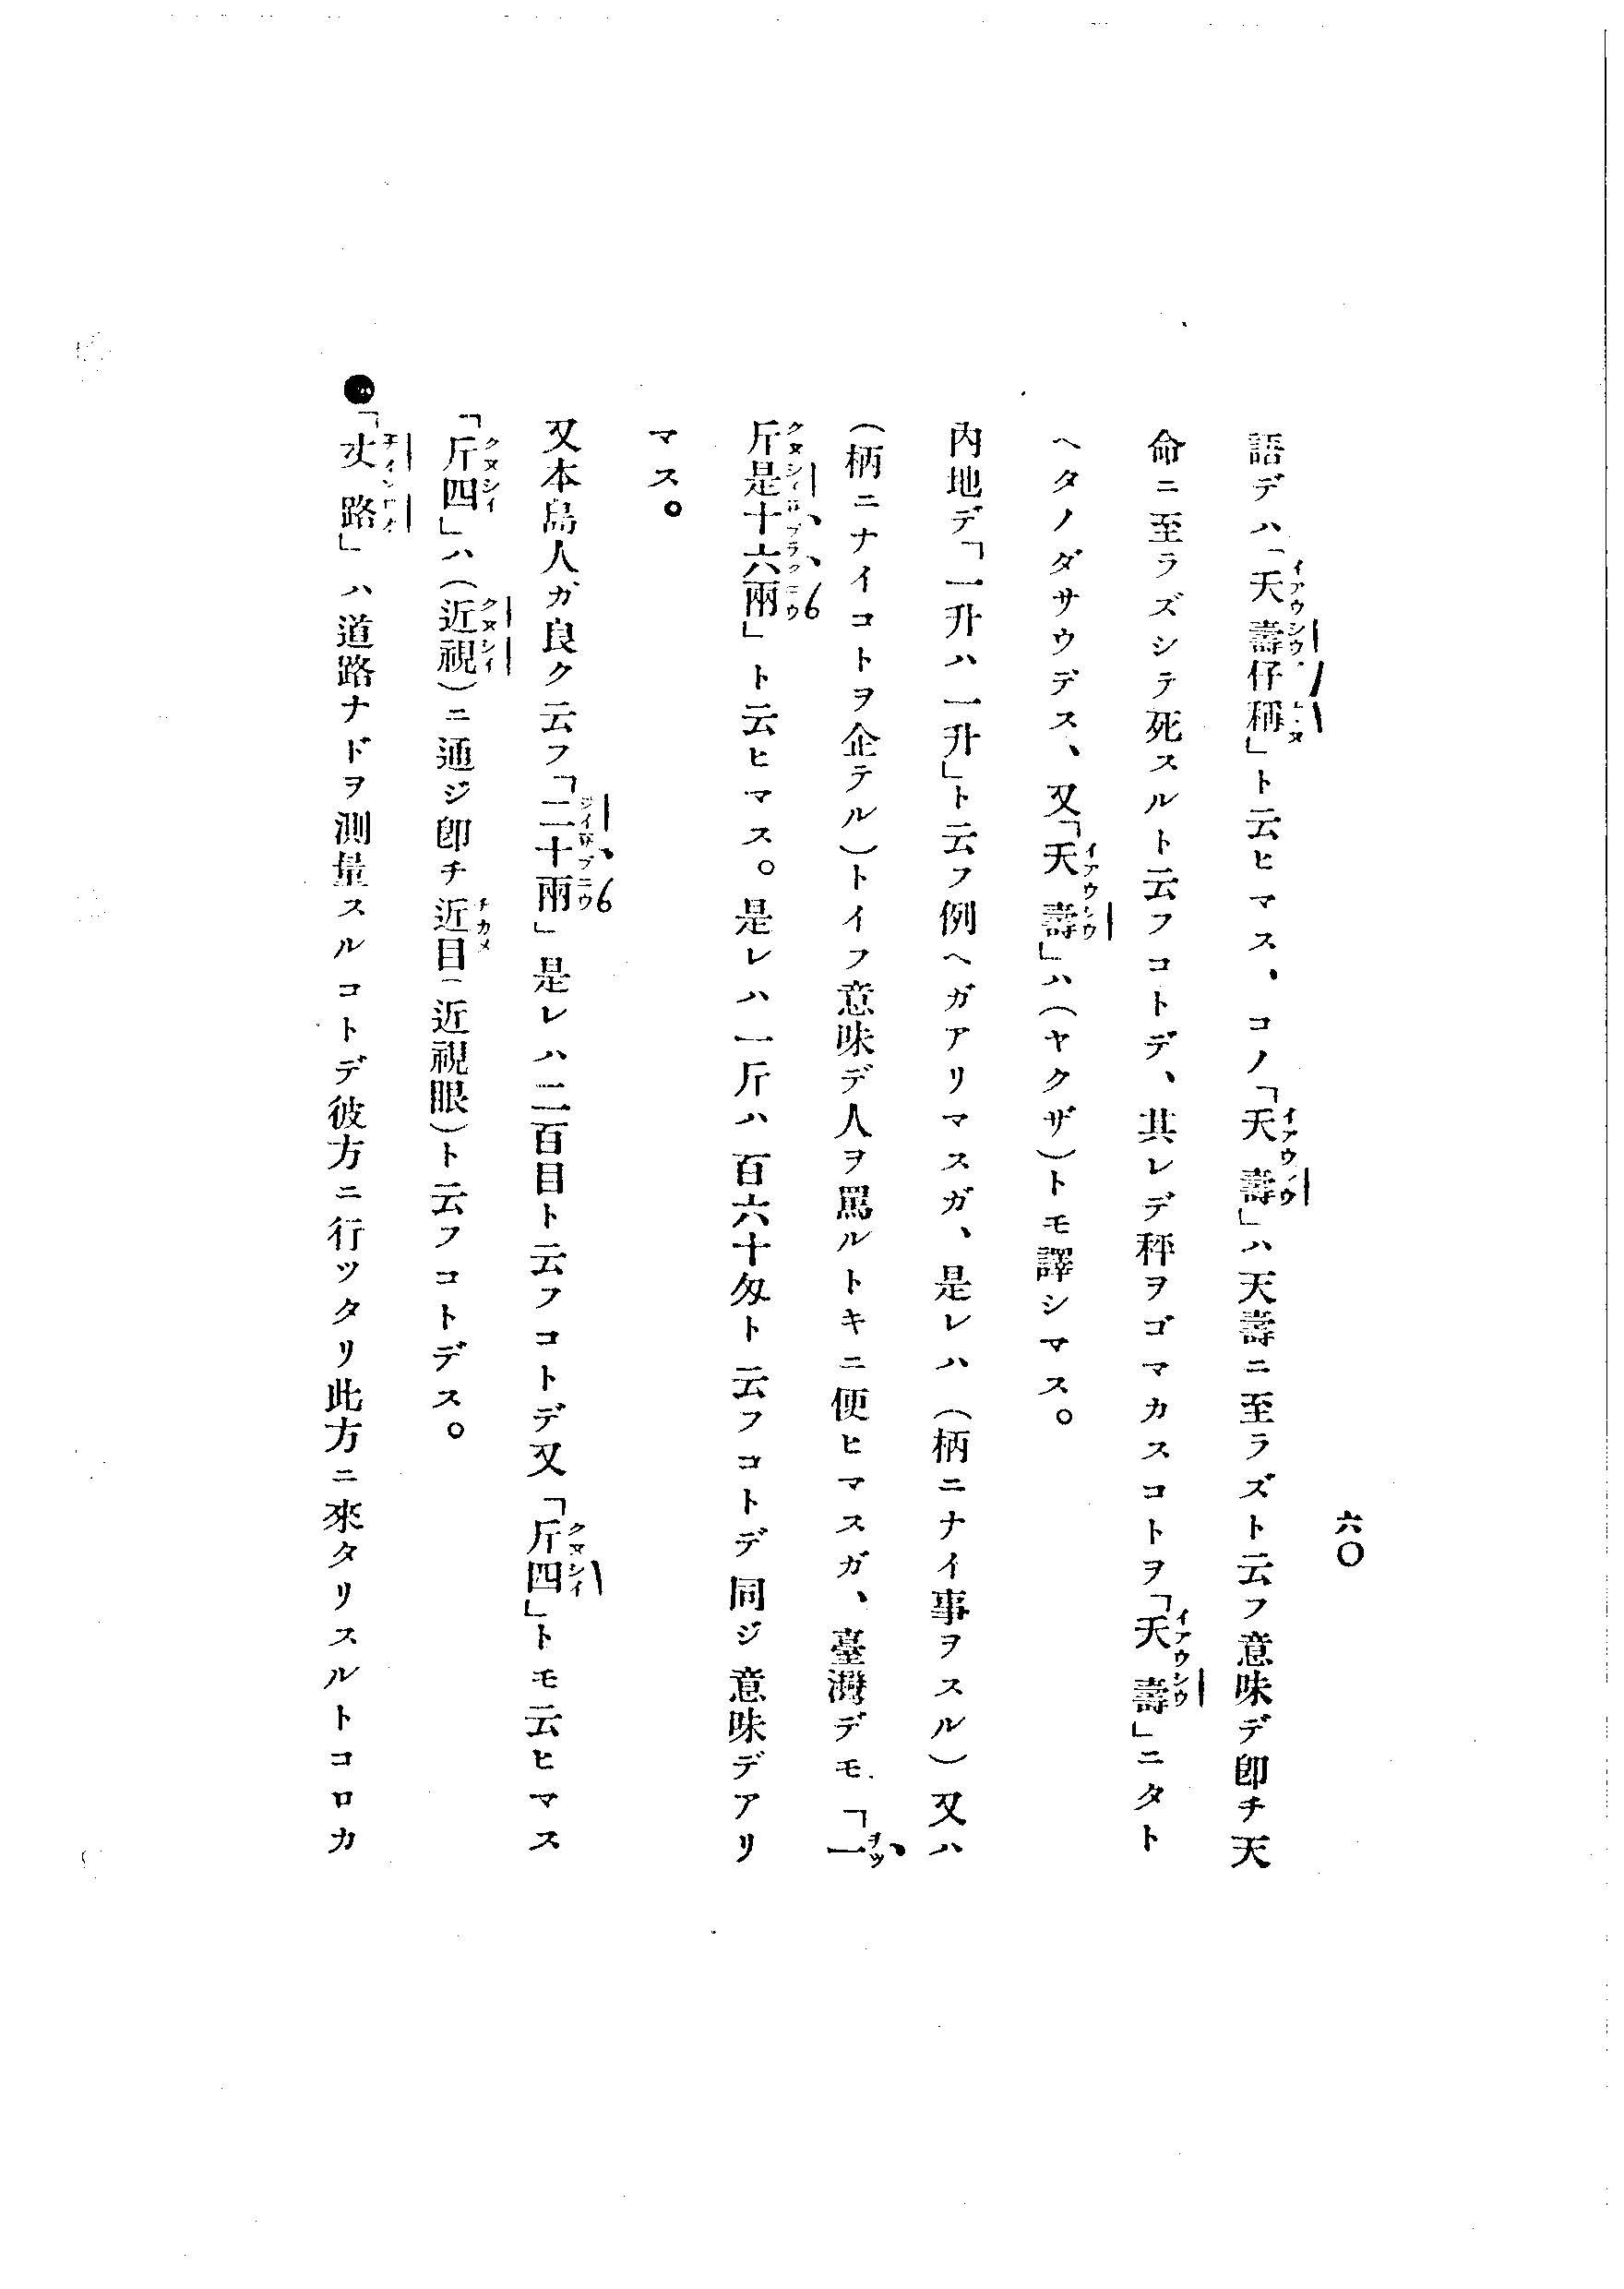 六〇
語デハ「夭壽仔稱」ト云ヒマス、コノ「夭壽」ハ天壽ニ至ラズト云フ意味デ卽チ天
命ニ至ラズシテ死スルト云フコトデ、其レデ秤ヲゴマカスコトヲ「夭壽」ニタト
ヘタノダサウデス、又「夭壽」ハ(ヤクザ)トモ譯シマス。
內地デ「一升ハ一升」ト云フ例ヘガアリマスガ、是レハ(柄ニナイ事ヲスル)又ハ
(柄ニナイコトヲ企テル)トイフ意味デ人ヲ罵ルトキニ便ヒマスガ、臺灣デモ「一
斤是十六兩」ト云ヒマス。是レハ一斤ハ百六十匁ト云フコトデ同ジ意味デアリ
マス。
又本島人ガ良ク云フ「二十兩」是レハ二百目ト云フコトデ又「斤四」トモ云ヒマス
「斤四」ハ(近視)ニ通ジ卽チ近目(近視眼)ト云フコトデス。
●「丈路」ハ道路ナドヲ測量スルコトデ彼方ニ行ッタリ此方ニ來タリスルトコロカ